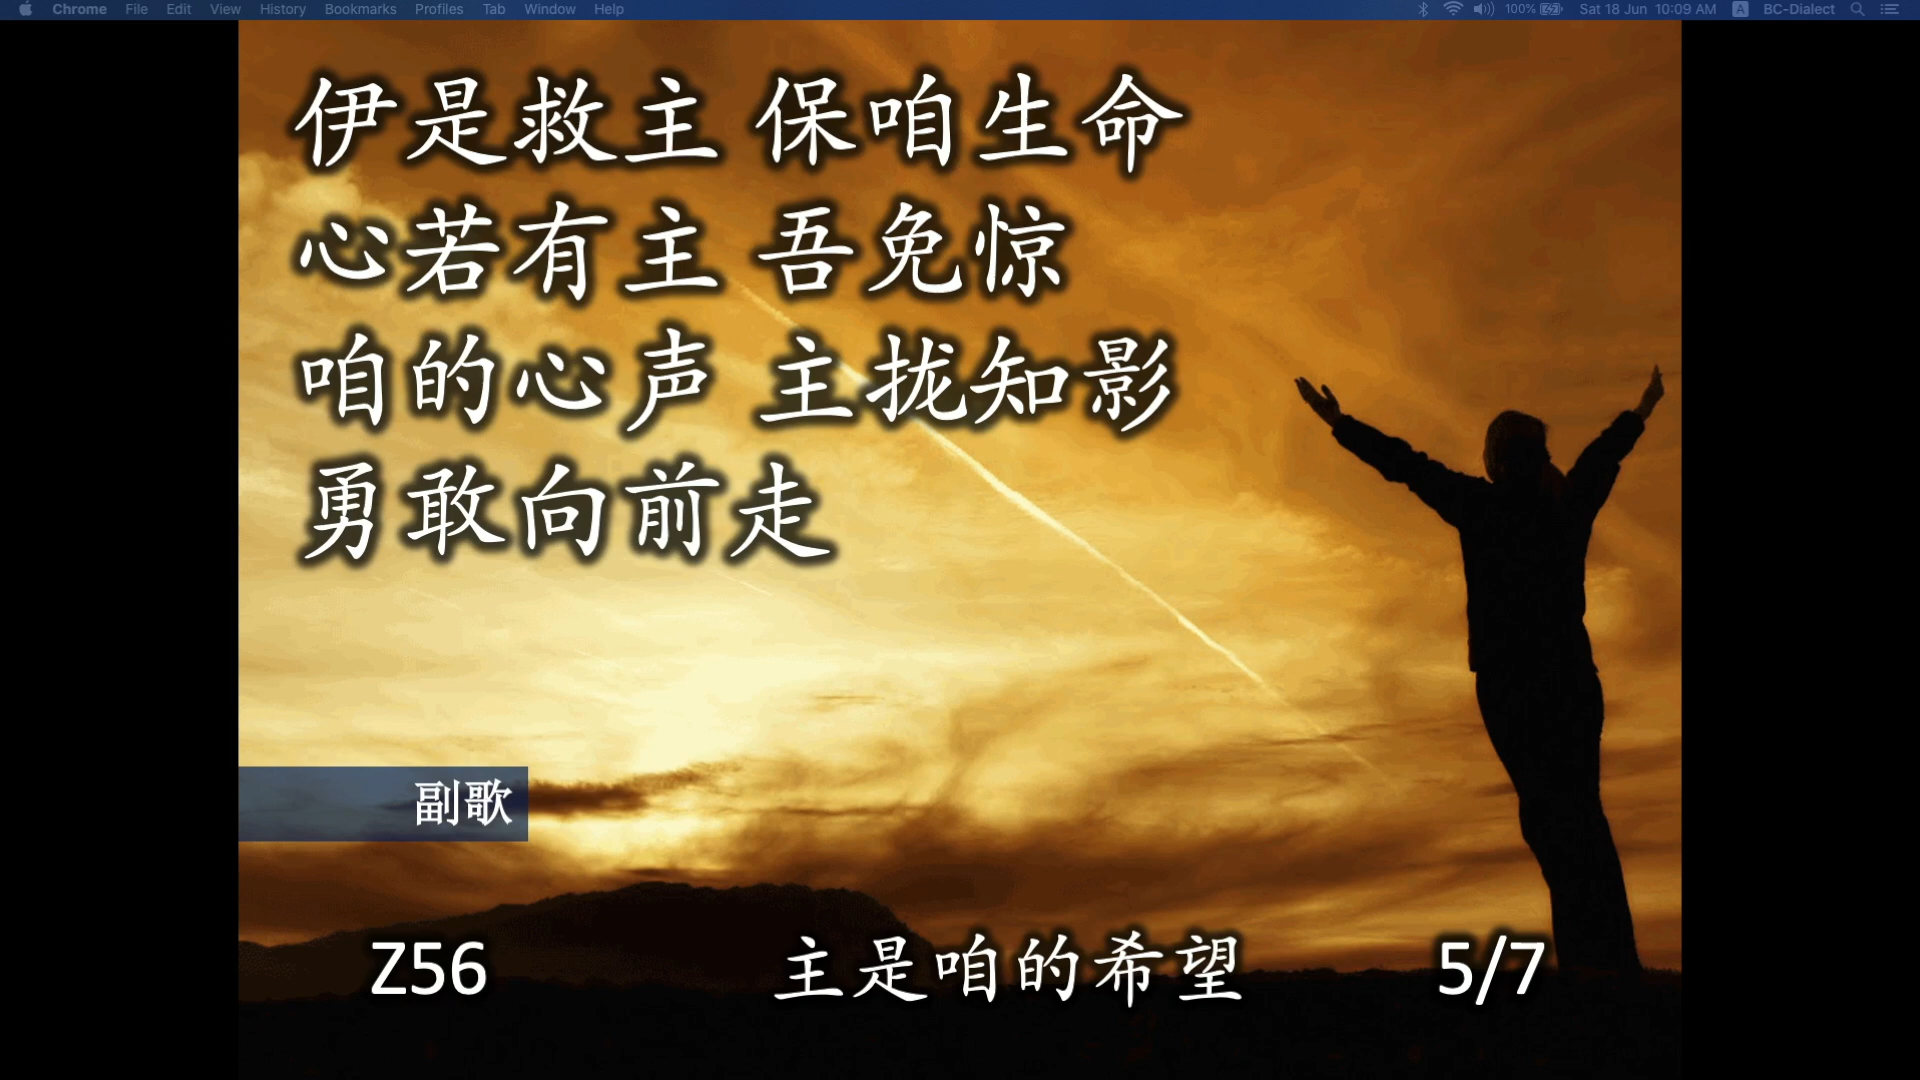 Chrome File Edit View History Bookmarks Profiles Tab Window Help 100% Sat 18 Jun 10:09 AM A BC-Dialect
伊是救主 保咱生命
心若有主 吾免惊
咱的心声 主拢知影
勇敢向前走
副歌
Z56 主是咱的希望 5/7